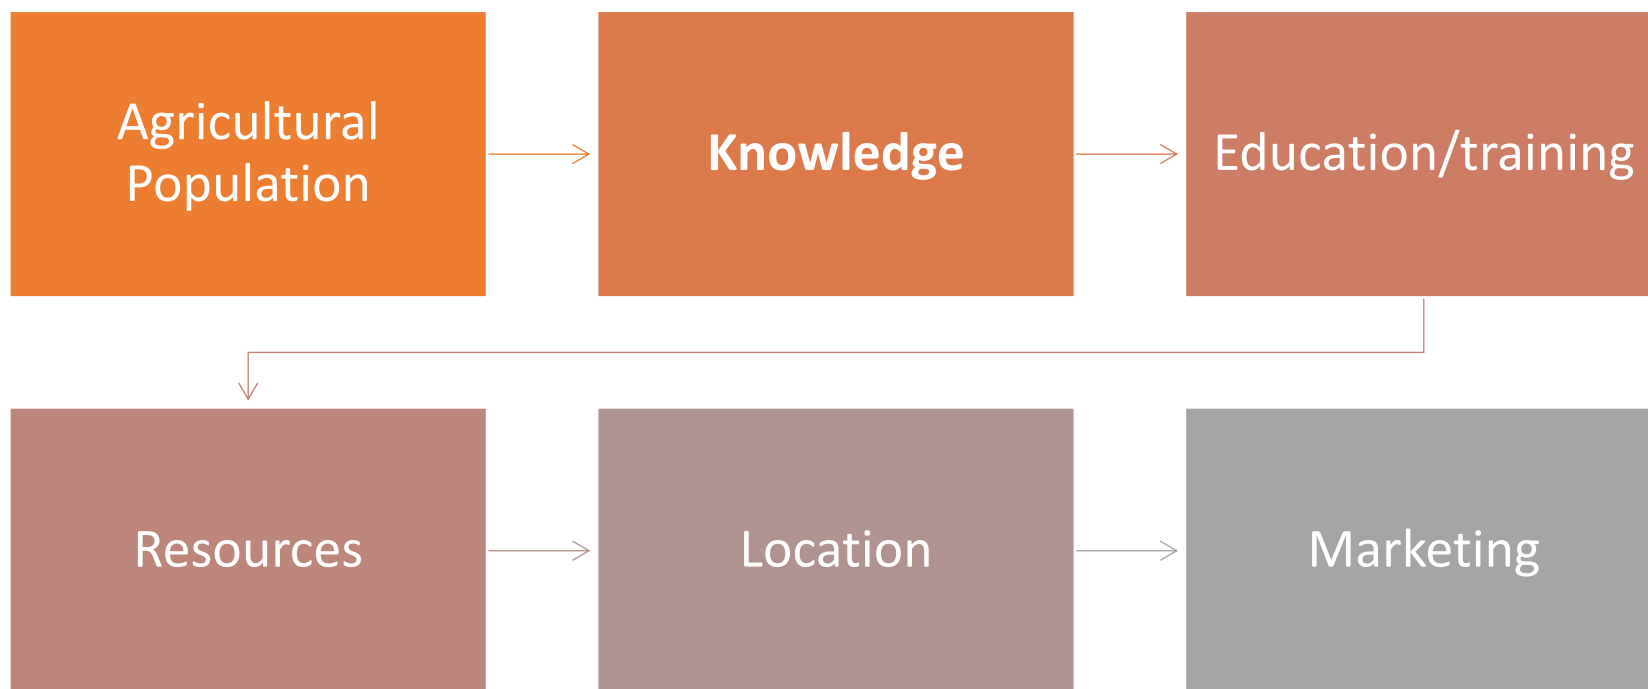 Agricultural
Population
Knowledge
Education/training
Resources
Location
Marketing